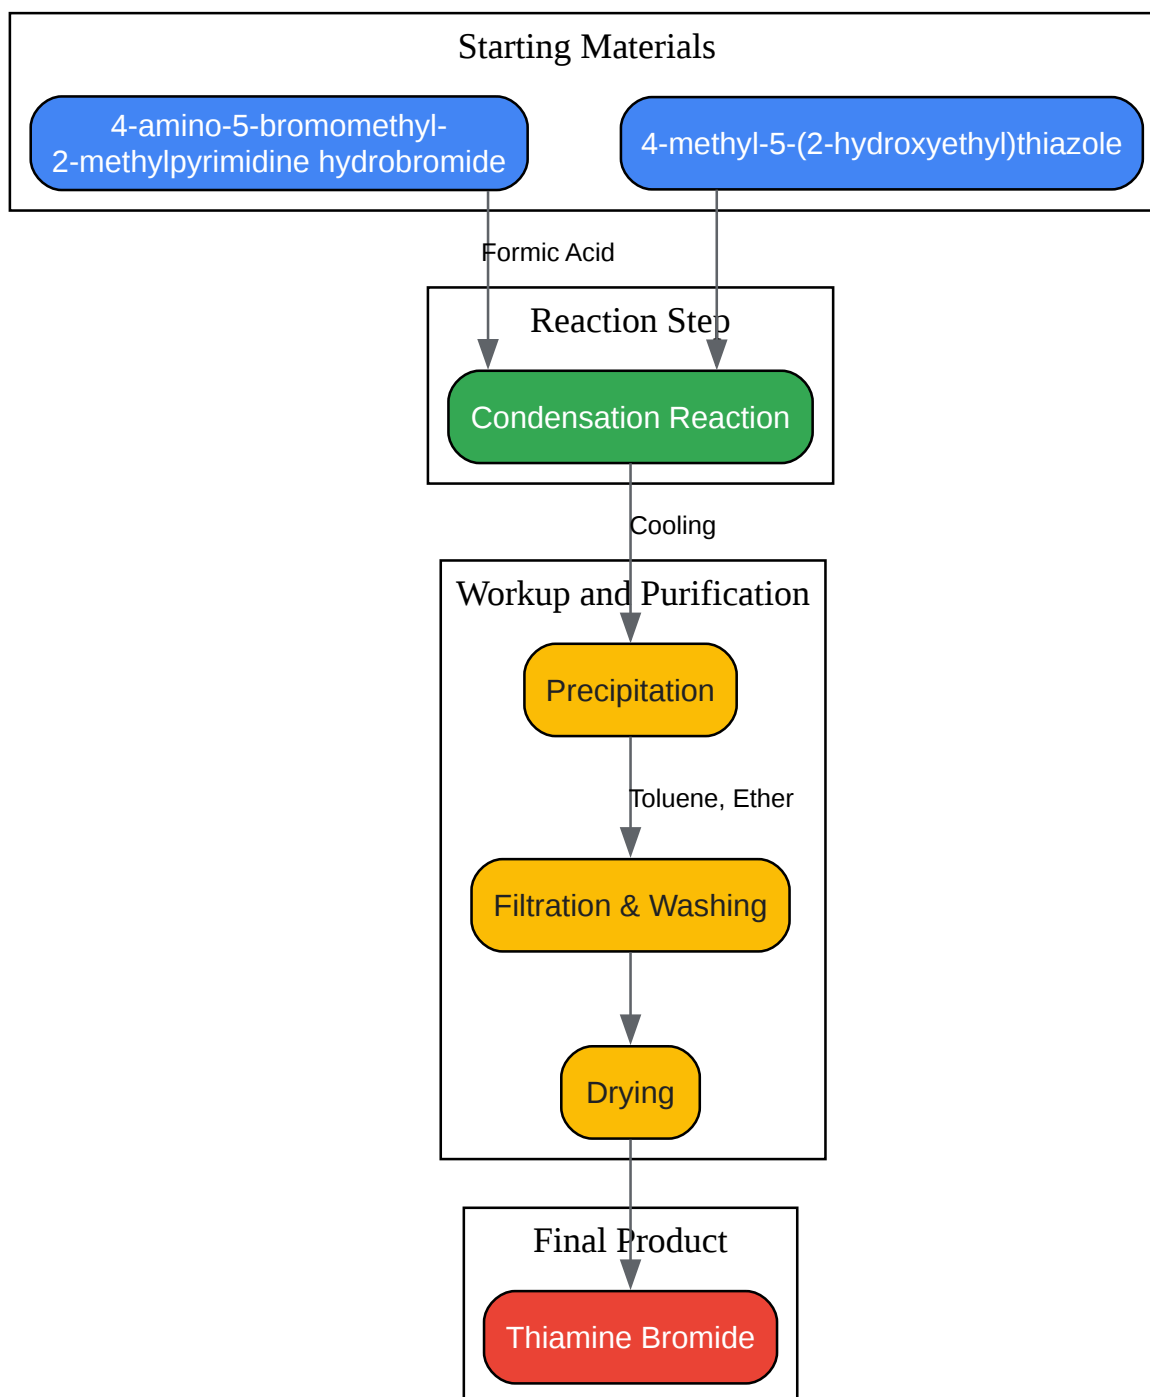 Starting Materials
4-amino-5-bromomethyl-
2-methylpyrimidine hydrobromide
4-methyl-5-(2-hydroxyethyl)thiazole
Formic Acid
Reaction Step
Condensation Reaction
Cooling
Workup and Purification
Precipitation
Toluene, Ether
Filtration & Washing
Drying
Final Product
Thiamine Bromide